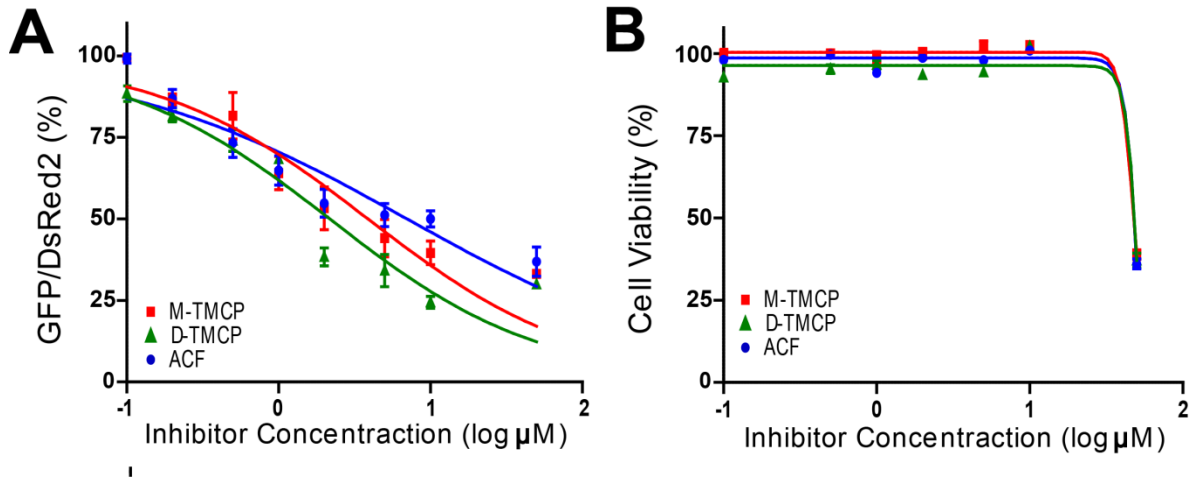 A
GFP/DsRed2 (%)
100
75
50
25
0
M-TMCP
D-TMCP
ACF
-1
0
1
2
Inhibitor Concentraction (log µM)
B
Cell Viability (%)
100
75
50
25
0
M-TMCP
D-TMCP
ACF
-1
0
1
2
Inhibitor Concentraction (log µM)